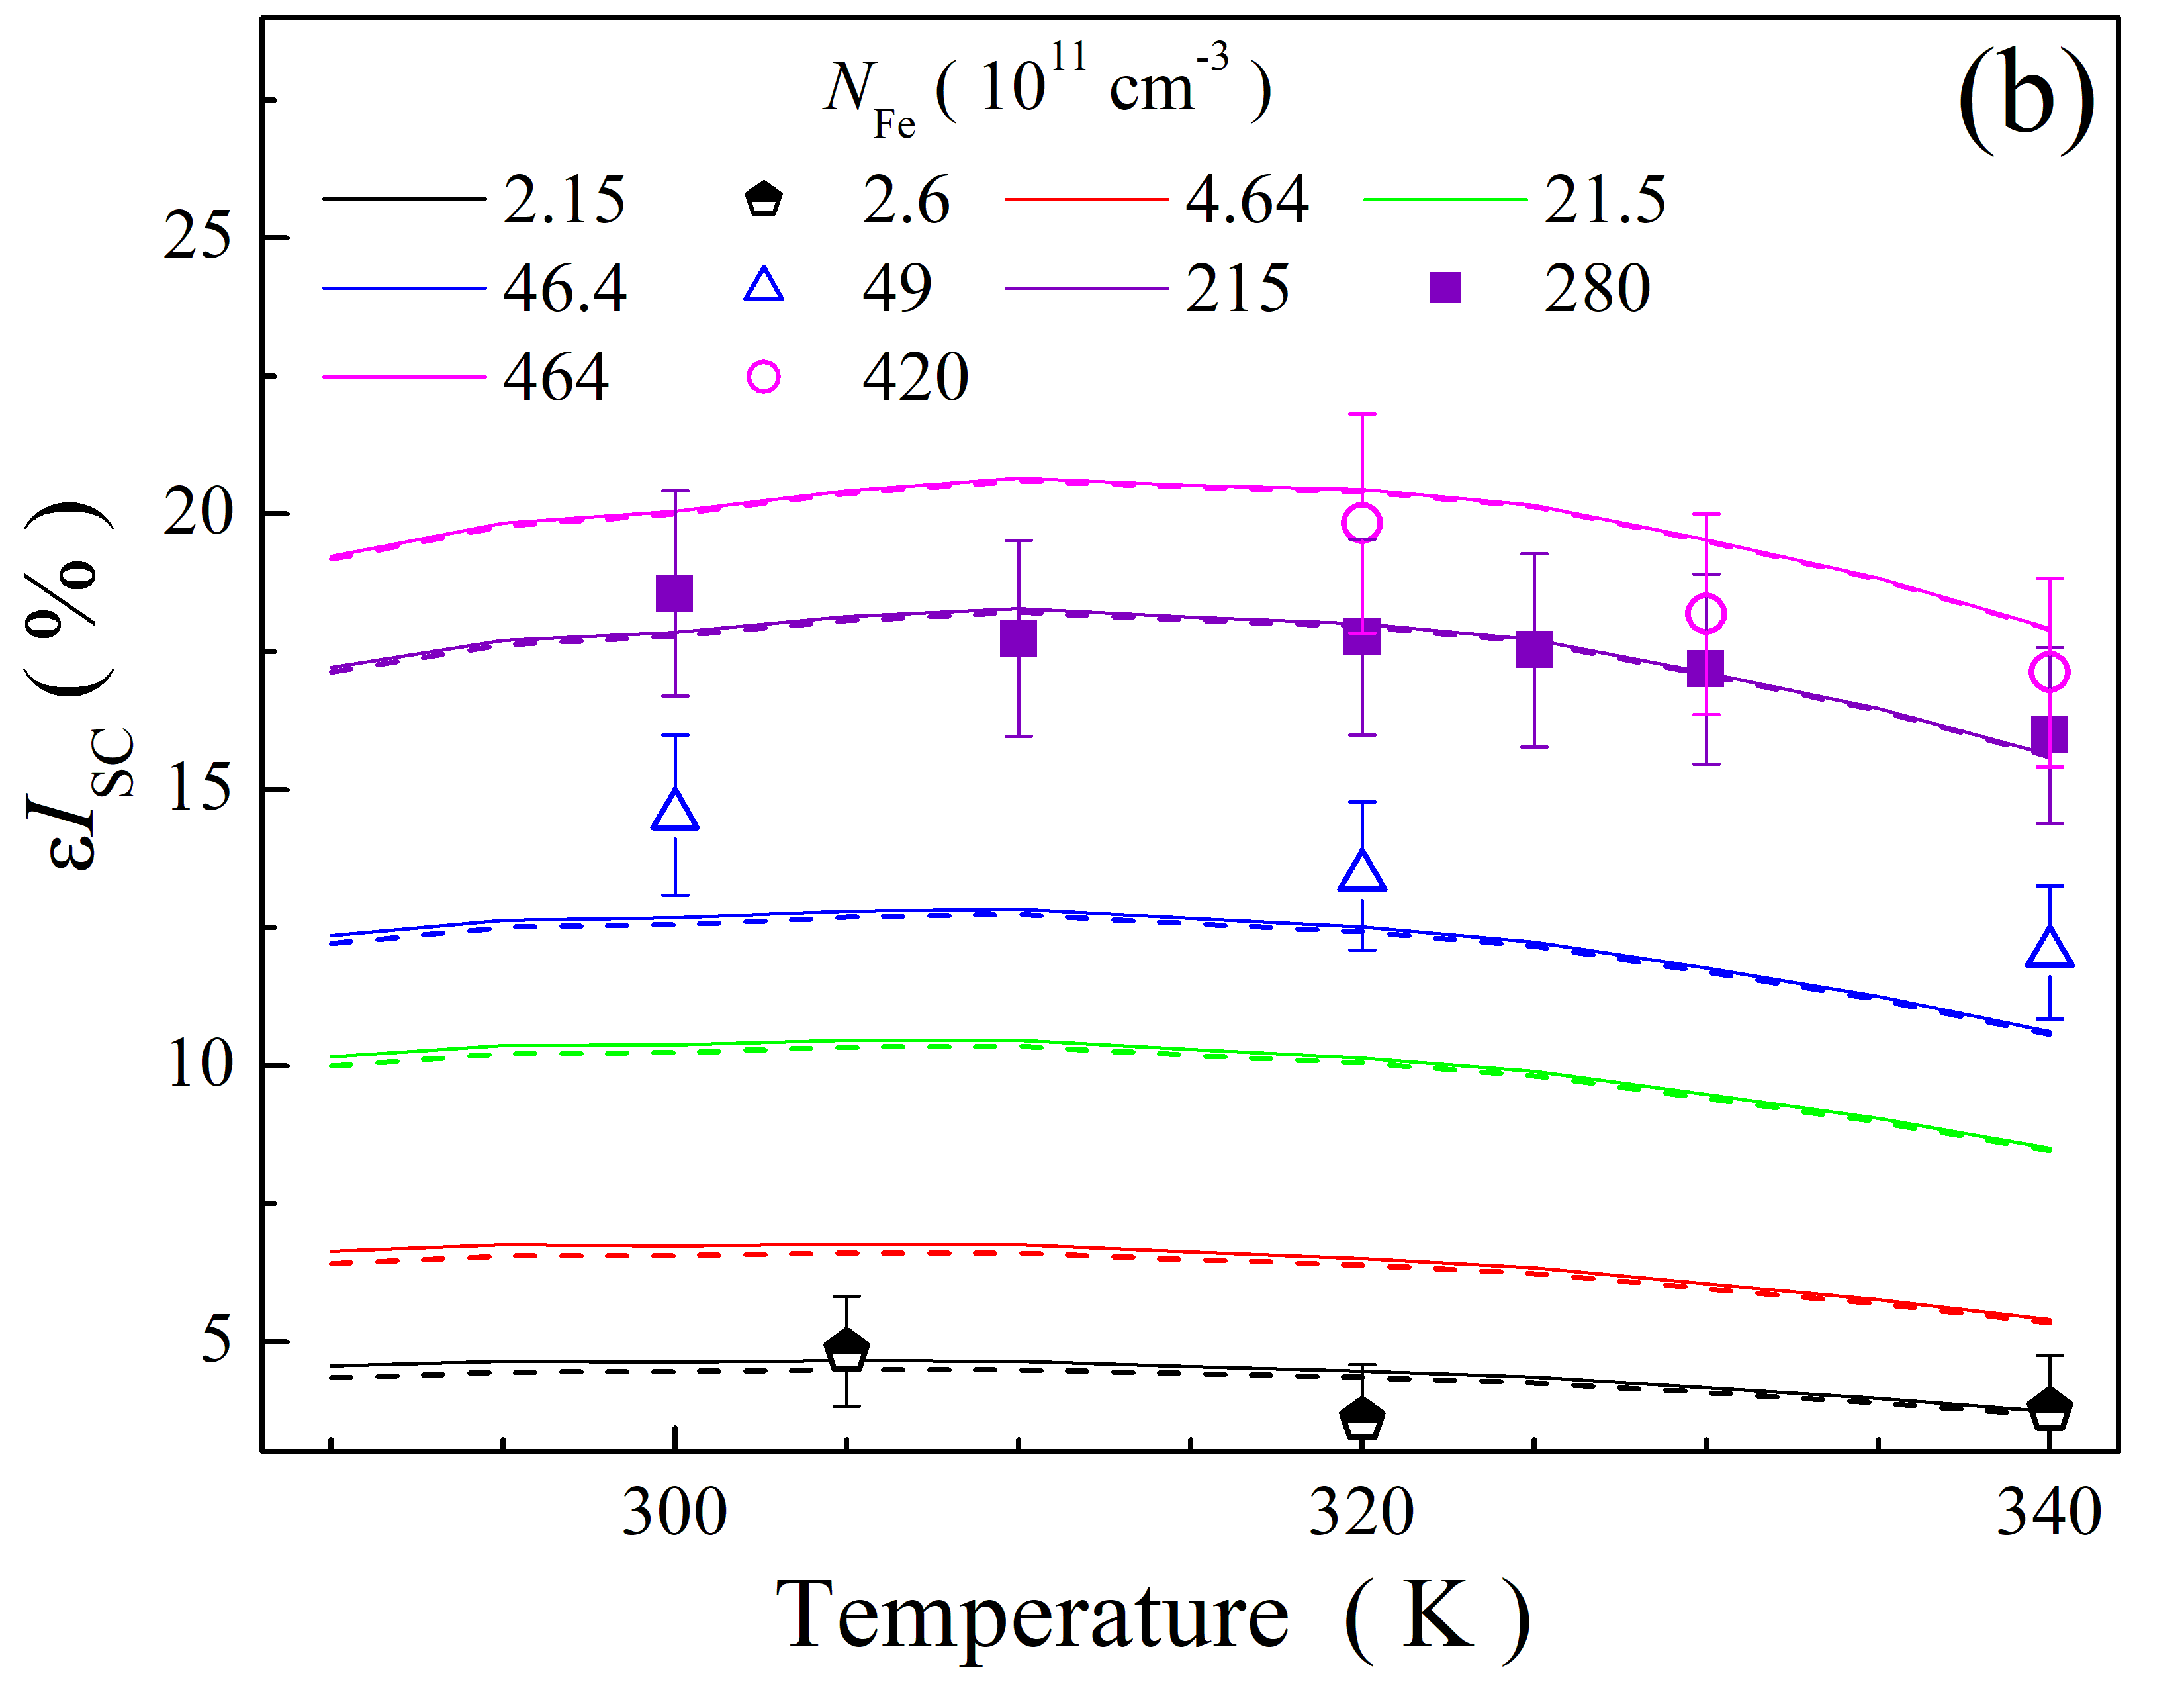 (b)
N_Fe ( 10^11 cm^-3 )
2.15 2.6 4.64 21.5
46.4 49 215 280
464 420
25
20
15
10
5
εI_SC ( % )
300 320 340
Temperature ( K )